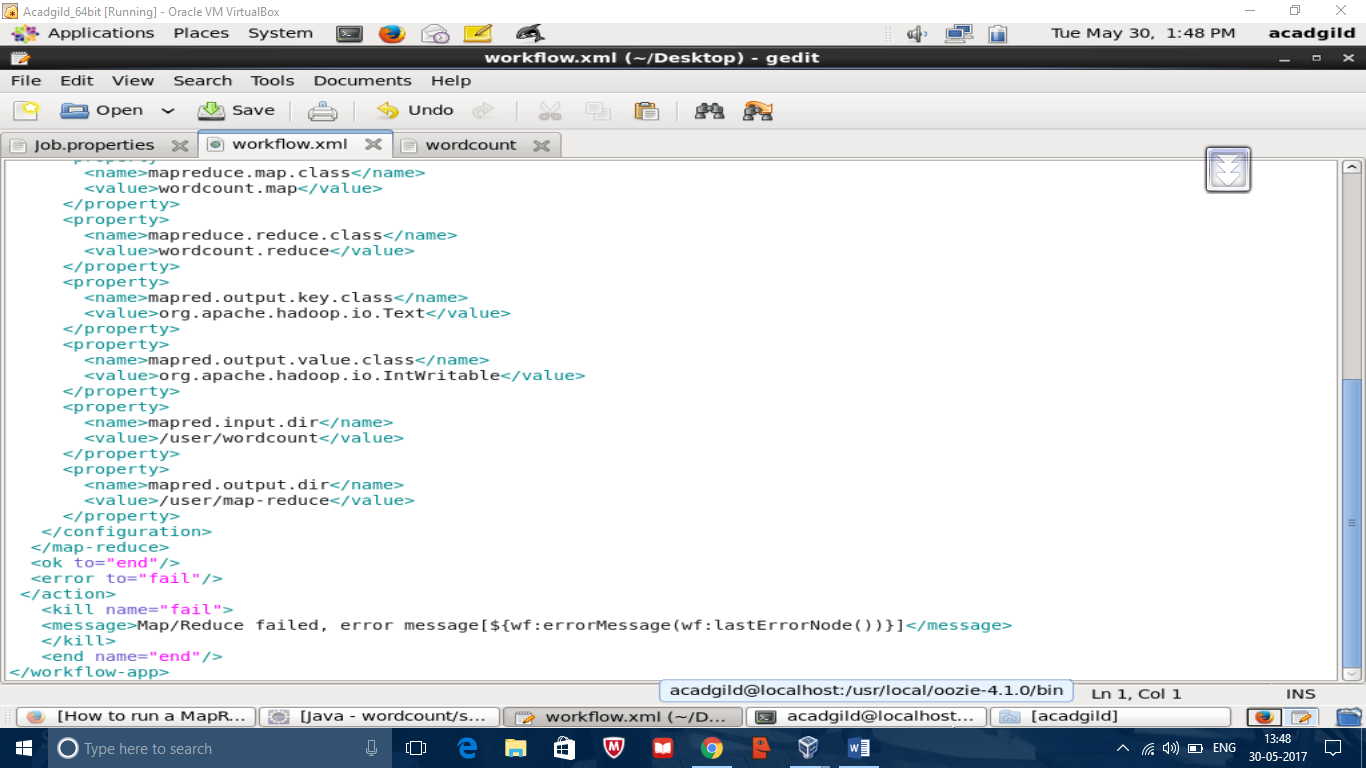 Acadgild_64bit [Running] - Oracle VM VirtualBox
Applications Places System Tue May 30, 1:48 PM acadgild
workflow.xml (~/Desktop) - gedit
File Edit View Search Tools Documents Help
Open Save Undo
Job.properties workflow.xml wordcount
<name>mapreduce.map.class</name>
<value>wordcount.map</value>
</property>
<property>
<name>mapreduce.reduce.class</name>
<value>wordcount.reduce</value>
</property>
<property>
<name>mapred.output.key.class</name>
<value>org.apache.hadoop.io.Text</value>
</property>
<property>
<name>mapred.output.value.class</name>
<value>org.apache.hadoop.io.IntWritable</value>
</property>
<property>
<name>mapred.input.dir</name>
<value>/user/wordcount</value>
</property>
<property>
<name>mapred.output.dir</name>
<value>/user/map-reduce</value>
</property>
</configuration>
</map-reduce>
<ok to="end"/>
<error to="fail"/>
</action>
<kill name="fail">
<message>Map/Reduce failed, error message[${wf:errorMessage(wf:lastErrorNode())}]</message>
</kill>
<end name="end"/>
</workflow-app>
acadgild@localhost:/usr/local/oozie-4.1.0/bin
Ln 1, Col 1 INS
[How to run a MapR... [Java - wordcount/s... workflow.xml (~/D... acadgild@localhost... [acadgild]
Type here to search
ENG
13:48
30-05-2017